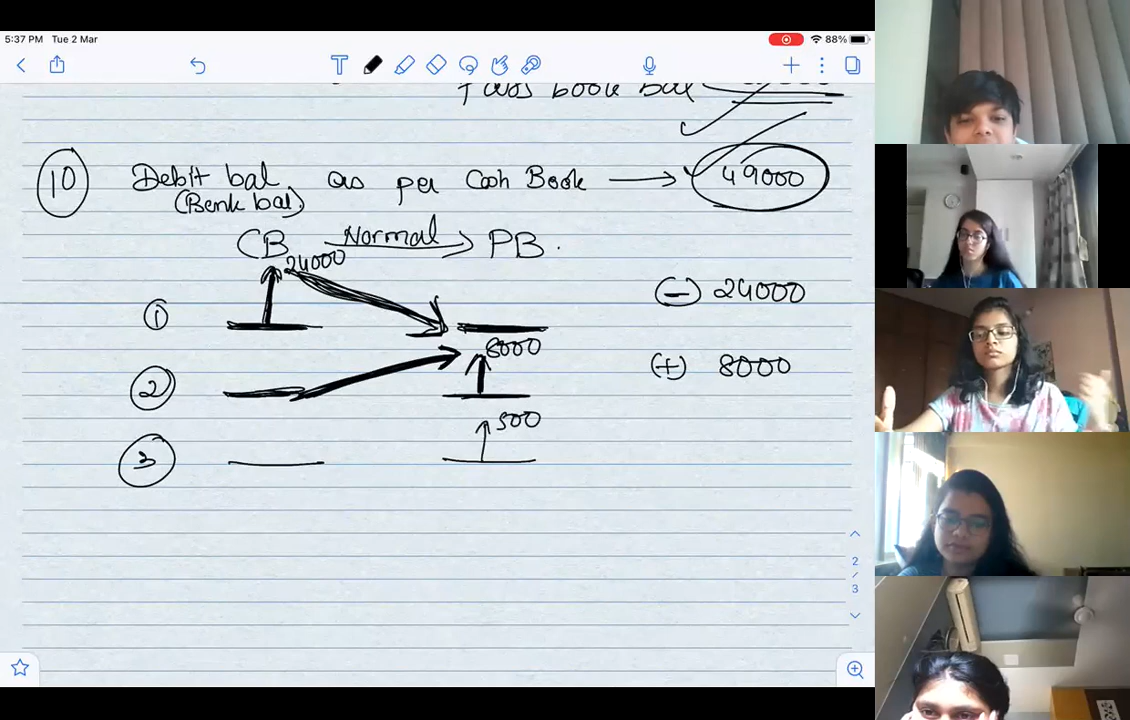 5:37 PM Tue 2 Mar
88%
T
Pass book bal
10 Debit bal as per Cash Book → 49000
(Bank bal)
CB Normal PB.
24000
① (-) 24000
8000
② (+) 8000
500
③
2
/
3